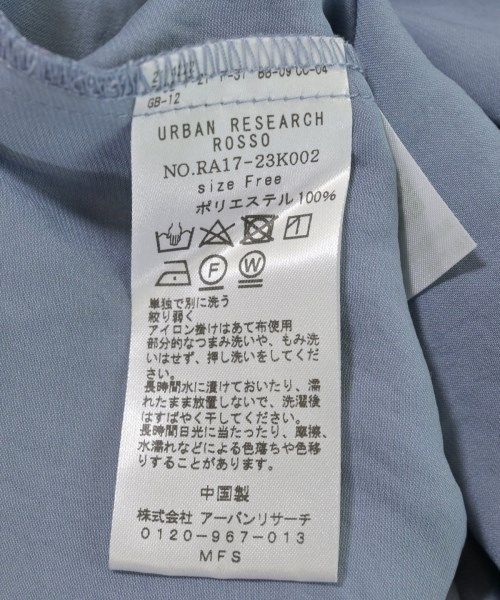 BB-09 CC-04
GB-12
URBAN RESEARCH
ROSSO
NO.RA17-23K002
size Free
ポリエステル 100%
F
W
単独で別に洗う
絞り弱く
アイロン掛けはあて布使用
部分的なつまみ洗いや、もみ洗
いはせず、押し洗いをしてくだ
さい。
長時間水に漬けておいたり、濡
れたまま放置しないで、洗濯後
はすばやく干してください。
長時間日光に当たったり、摩擦、
水濡れなどによる色落ちや色移
りすることがあります。
中国製
株式会社 アーバンリサーチ
0120-967-013
MFS